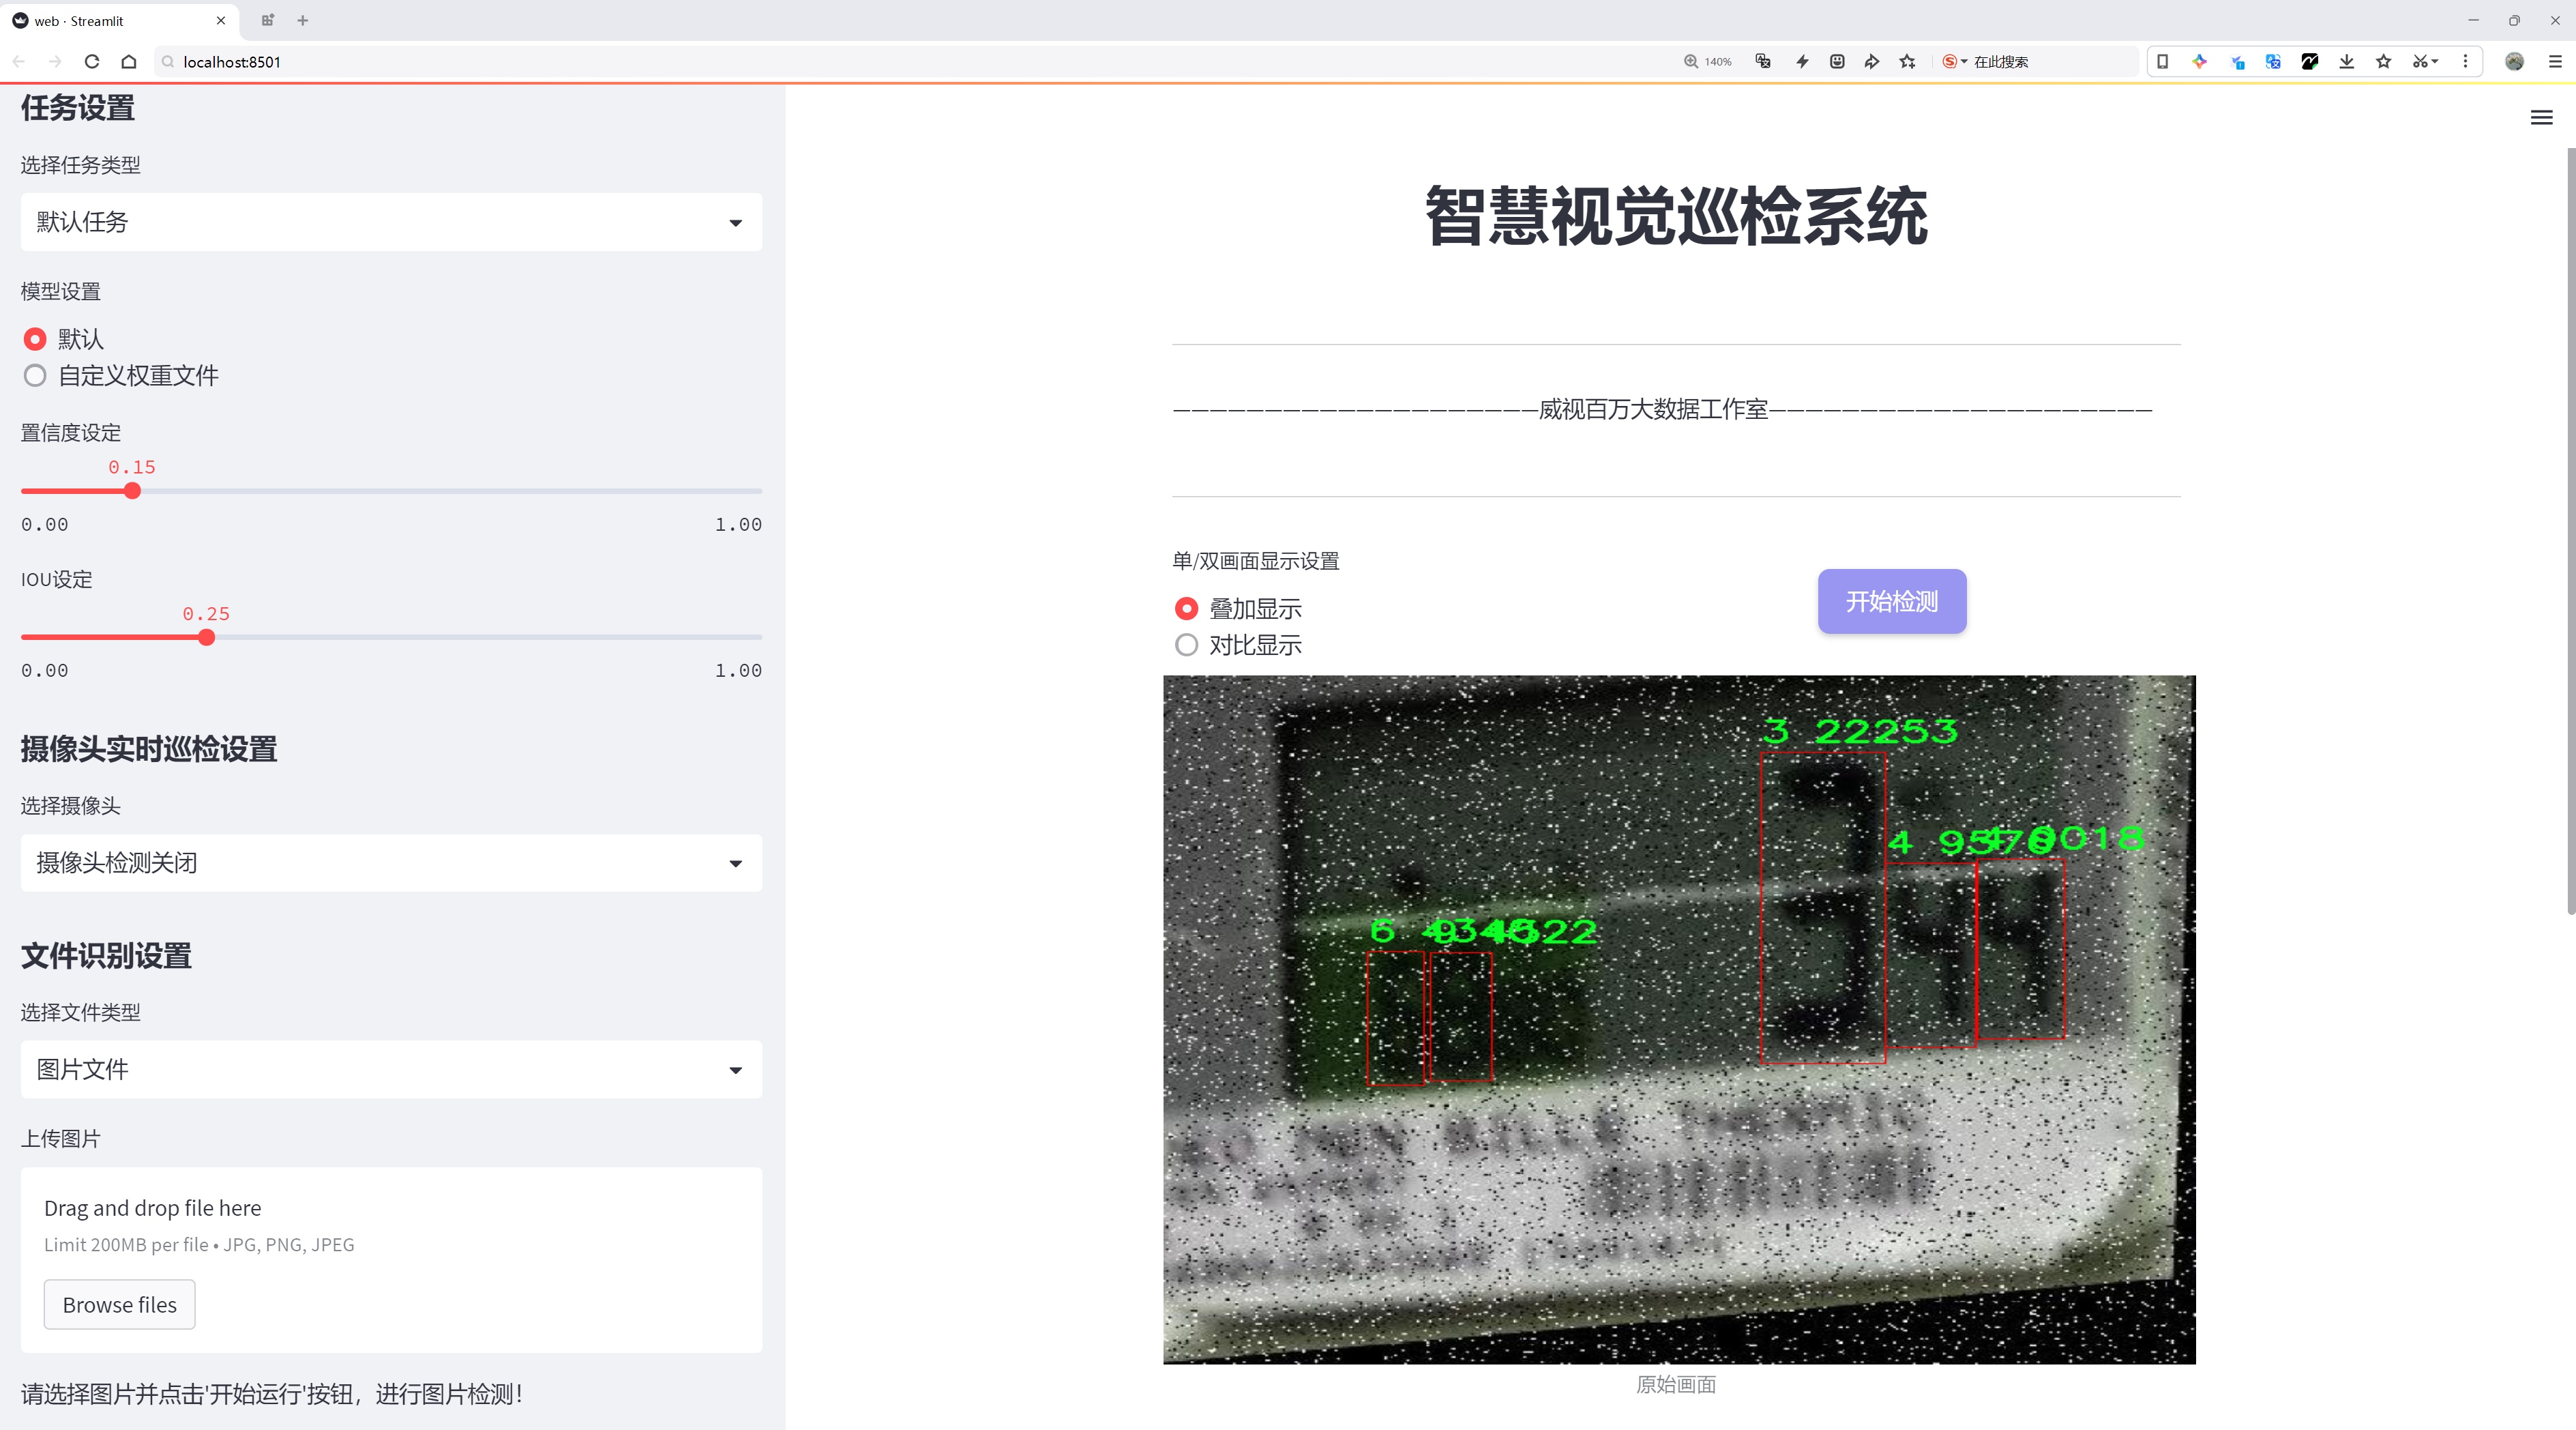 web · Streamlit
localhost:8501
140%
在此搜索
任务设置
选择任务类型
默认任务
模型设置
默认
自定义权重文件
置信度设定
0.15
0.00
1.00
IOU设定
0.25
0.00
1.00
摄像头实时巡检设置
选择摄像头
摄像头检测关闭
文件识别设置
选择文件类型
图片文件
上传图片
Drag and drop file here
Limit 200MB per file • JPG, PNG, JPEG
Browse files
请选择图片并点击'开始运行'按钮，进行图片检测！
智慧视觉巡检系统
————————————————————威视百万大数据工作室—————————————————————
单/双画面显示设置
叠加显示
对比显示
开始检测
3 22253
4
6
原始画面